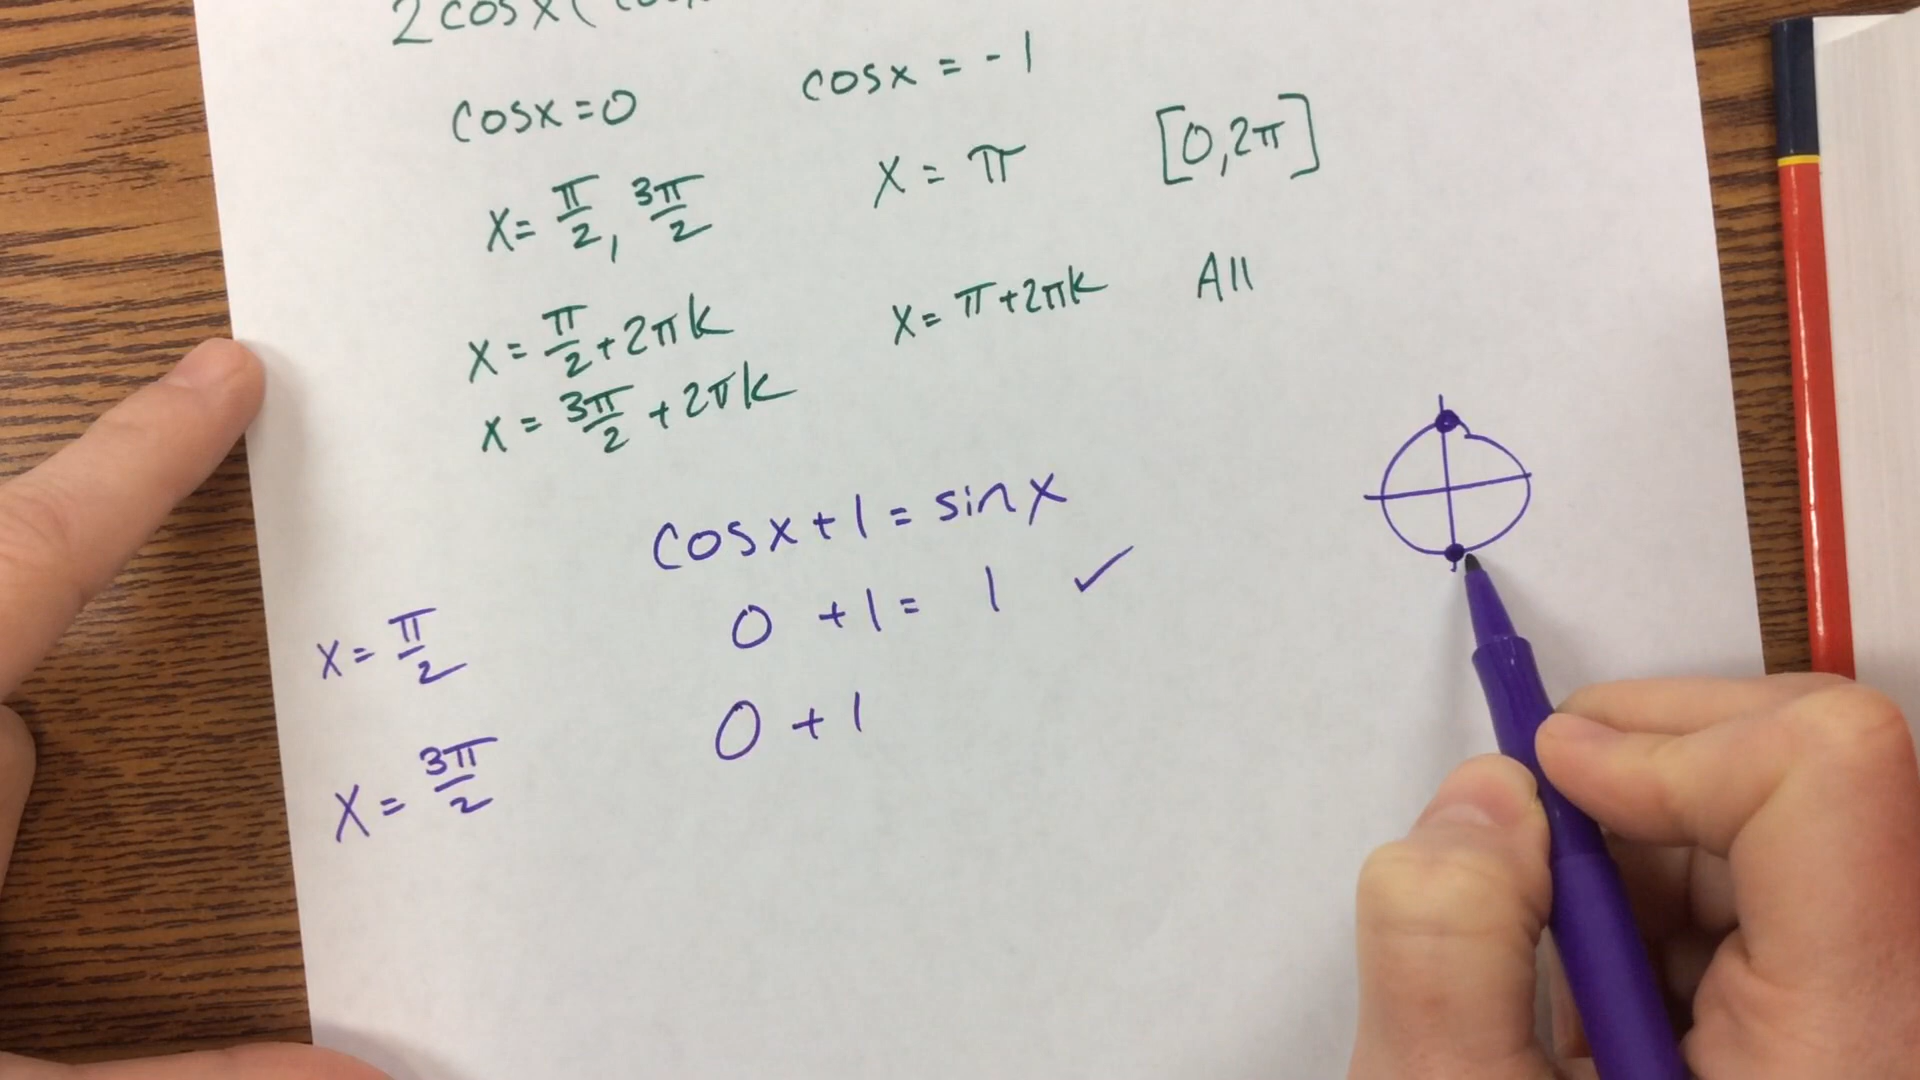 2cosx(
cosx=0 cosx = -1
x= π/2, 3π/2 x = π [0,2π]
x = π/2 + 2πk x= π+2πk All
x = 3π/2 + 2πk
cosx+1 = sinx
x= π/2 0 +1 = 1 ✓
x = 3π/2 0 + 1